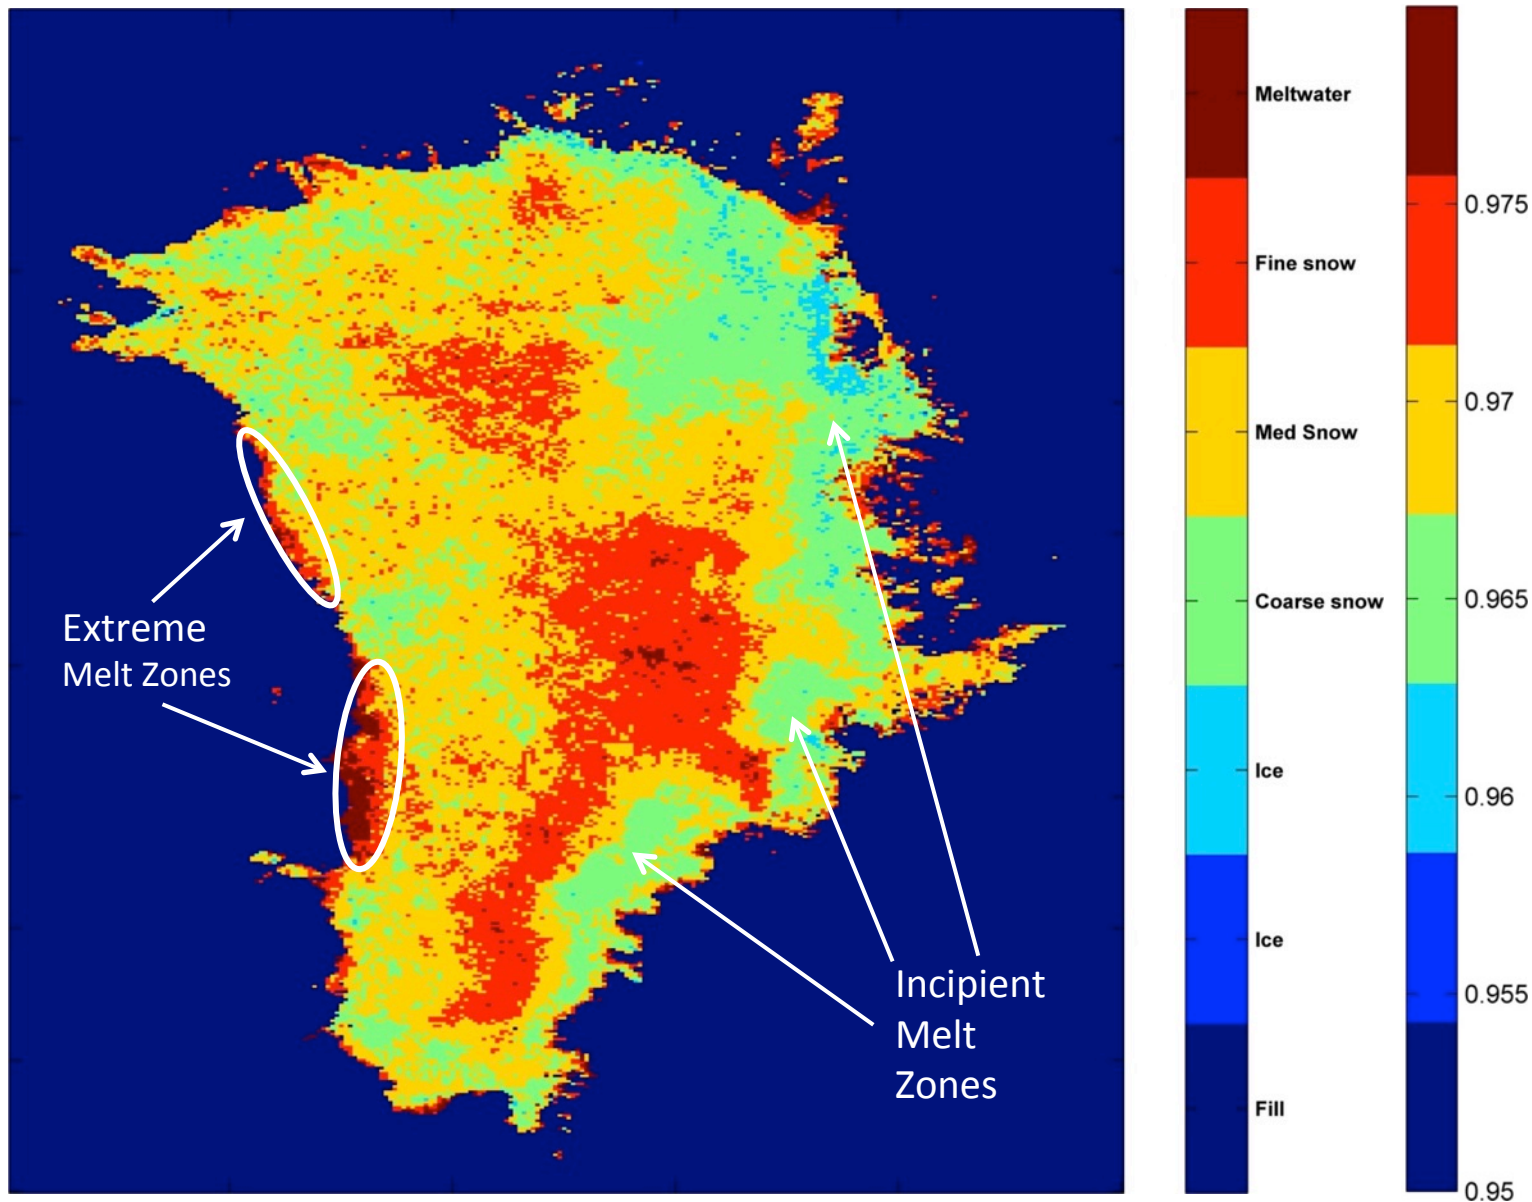 Extreme
Melt Zones
Incipient
Melt
Zones
Meltwater
Fine snow
Med Snow
Coarse snow
Ice
Ice
Fill
0.975
0.97
0.965
0.96
0.955
0.95